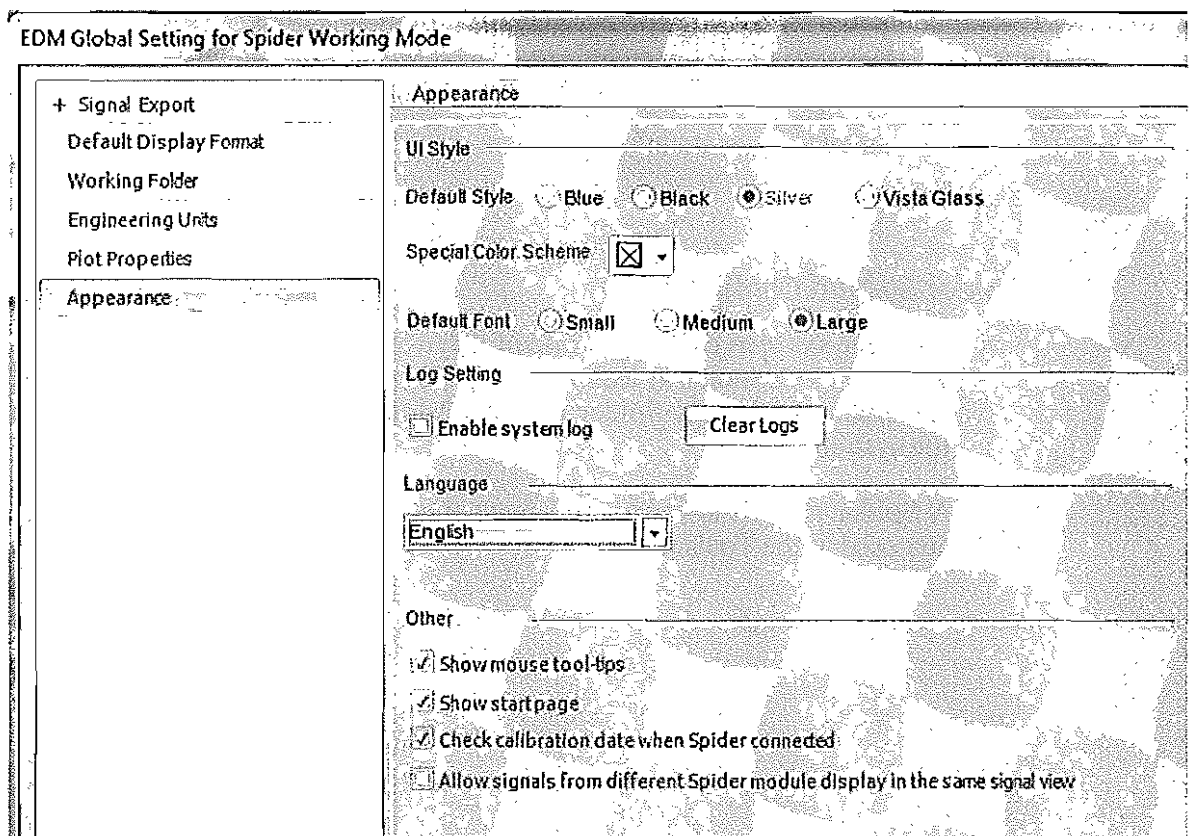 EDM Global Setting for Spider Working Mode
+ Signal Export
Default Display Format
Working Folder
Engineering Units
Plot Properties
Appearance
Appearance
UI Style
Default Style Blue Black Silver Vista Glass
Special Color Scheme
Default Font Small Medium Large
Log Setting
Enable system log Clear Logs
Language
English
Other
Show mouse tool-tips
Show start page
Check calibration date when Spider connected
Allow signals from different Spider module display in the same signal view